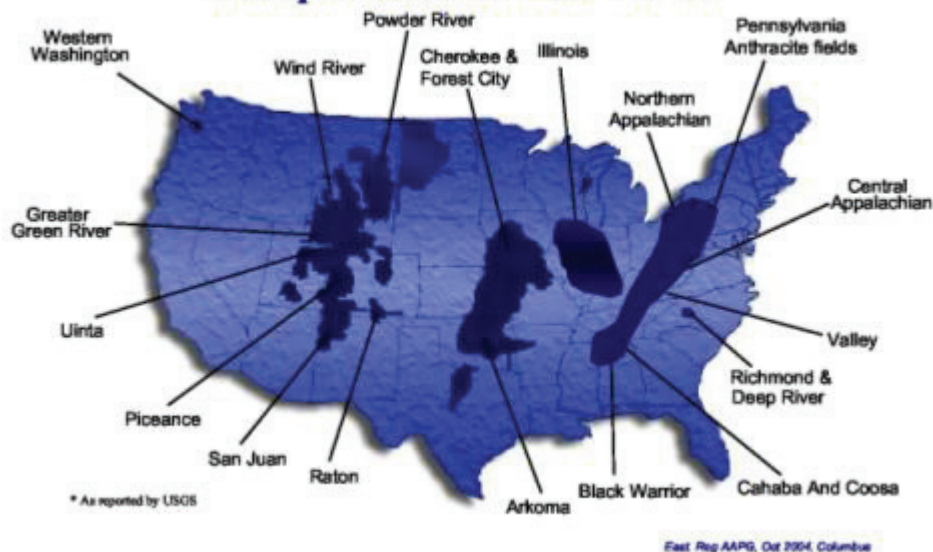 Powder River
Western
Washington
Wind River
Cherokee &
Forest City
Illinois
Pennsylvania
Anthracite fields
Northern
Appalachian
Central
Appalachian
Greater
Green River
Uinta
Valley
Richmond &
Deep River
Piceance
San Juan
Raton
Arkoma
Black Warrior
Cahaba And Coosa
* As reported by USGS
East. Reg AAPG, Oct 2004, Columbus